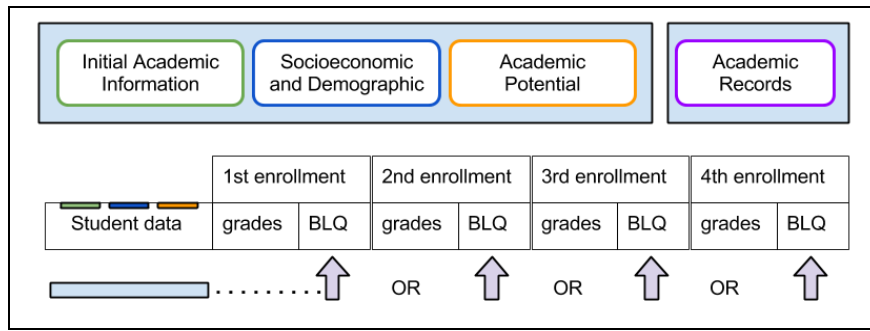 Initial Academic
Information
Socioeconomic
and Demographic
Academic
Potential
Academic
Records
1st enrollment
2nd enrollment
3rd enrollment
4th enrollment
Student data
grades
BLQ
grades
BLQ
grades
BLQ
grades
BLQ
OR
OR
OR